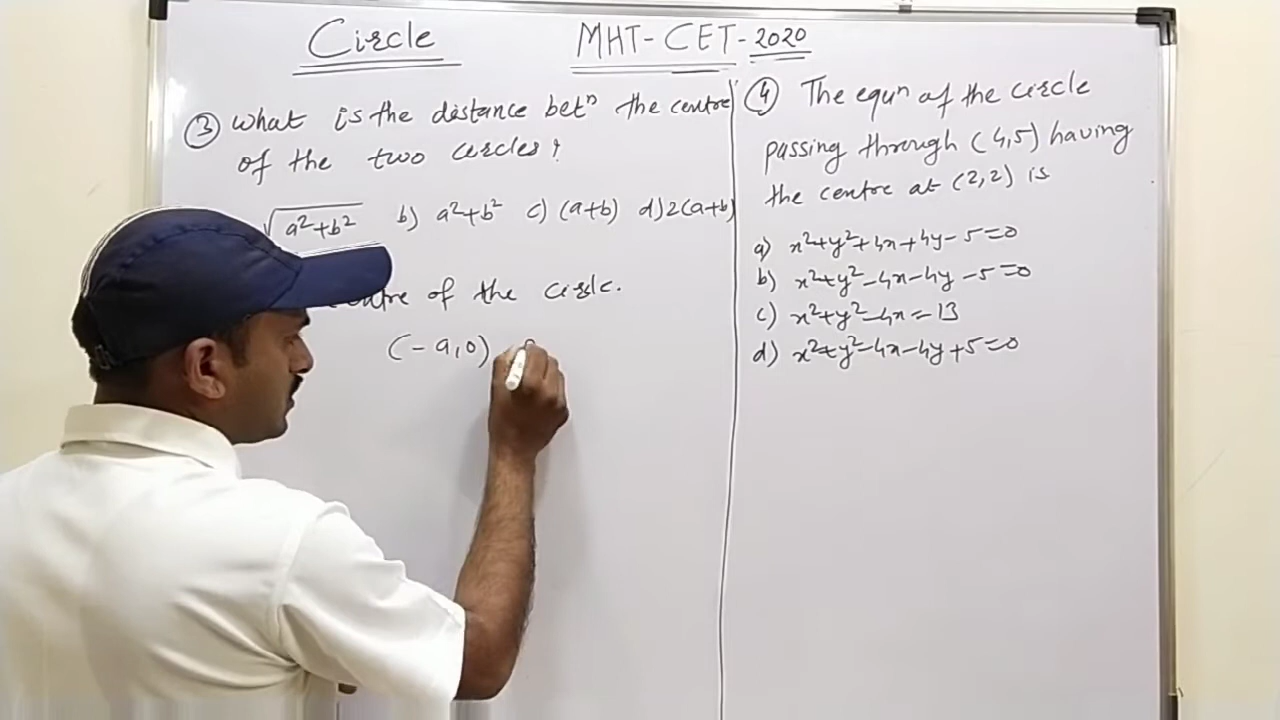 Circle
MHT-CET-2020
③ What is the distance betⁿ the centre
of the two circles?
√a²+b² b) a²+b² c) (a+b) d) 2(a+b)
centre of the circle.
(-a,0)
④ The equⁿ of the circle
passing through (4,5) having
the centre at (2,2) is
a) x²+y²+4x+4y-5=0
b) x²+y²-4x-4y-5=0
c) x²+y²-4x=13
d) x²+y²-4x-4y+5=0